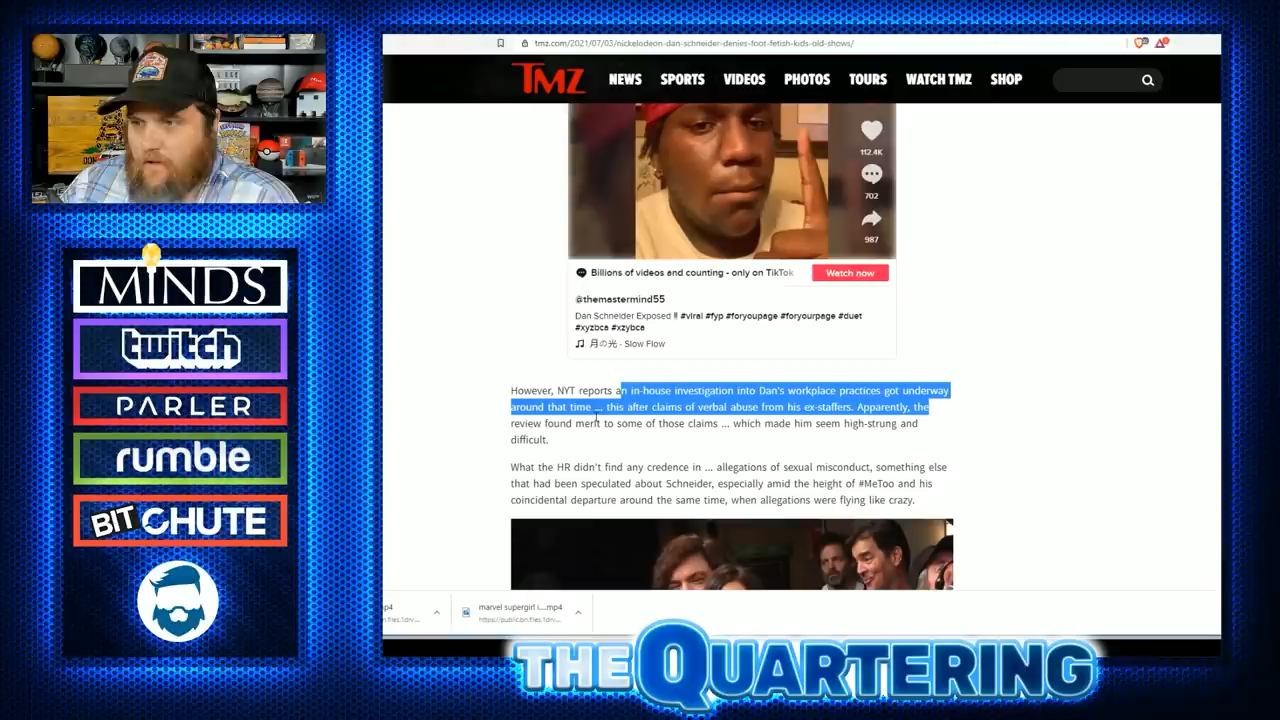 tmz.com/2021/07/03/nickelodeon-dan-schneider-denies-foot-fetish-kids-old-shows/
TMZ
NEWS SPORTS VIDEOS PHOTOS TOURS WATCH TMZ SHOP
112.4K
702
987
Billions of videos and counting - only on TikTok
Watch now
@themastermind55
Dan Schneider Exposed ‼ #viral #fyp #foryoupage #foryourpage #duet
#xyzbca #xzybca
月の光 - Slow Flow
However, NYT reports an in-house investigation into Dan's workplace practices got underway
around that time ... this after claims of verbal abuse from his ex-staffers. Apparently, the
review found merit to some of those claims ... which made him seem high-strung and
difficult.
What the HR didn't find any credence in ... allegations of sexual misconduct, something else
that had been speculated about Schneider, especially amid the height of #MeToo and his
coincidental departure around the same time, when allegations were flying like crazy.
p4
marvel supergirl i....mp4
https://public.bn.files.1drv...
MINDS
twitch
PARLER
rumble
BIT CHUTE
THE QUARTERING